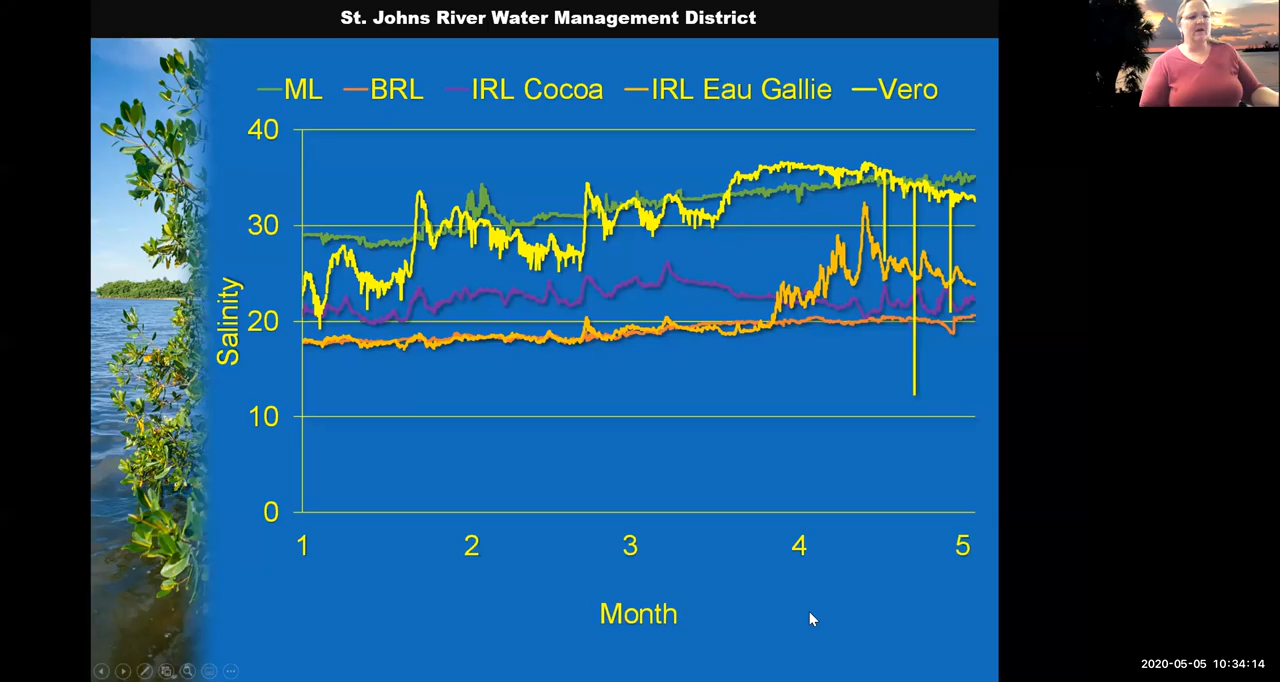 St. Johns River Water Management District
ML BRL IRL Cocoa IRL Eau Gallie Vero
40
30
20
10
0
Salinity
1 2 3 4 5
Month
2020-05-05 10:34:14